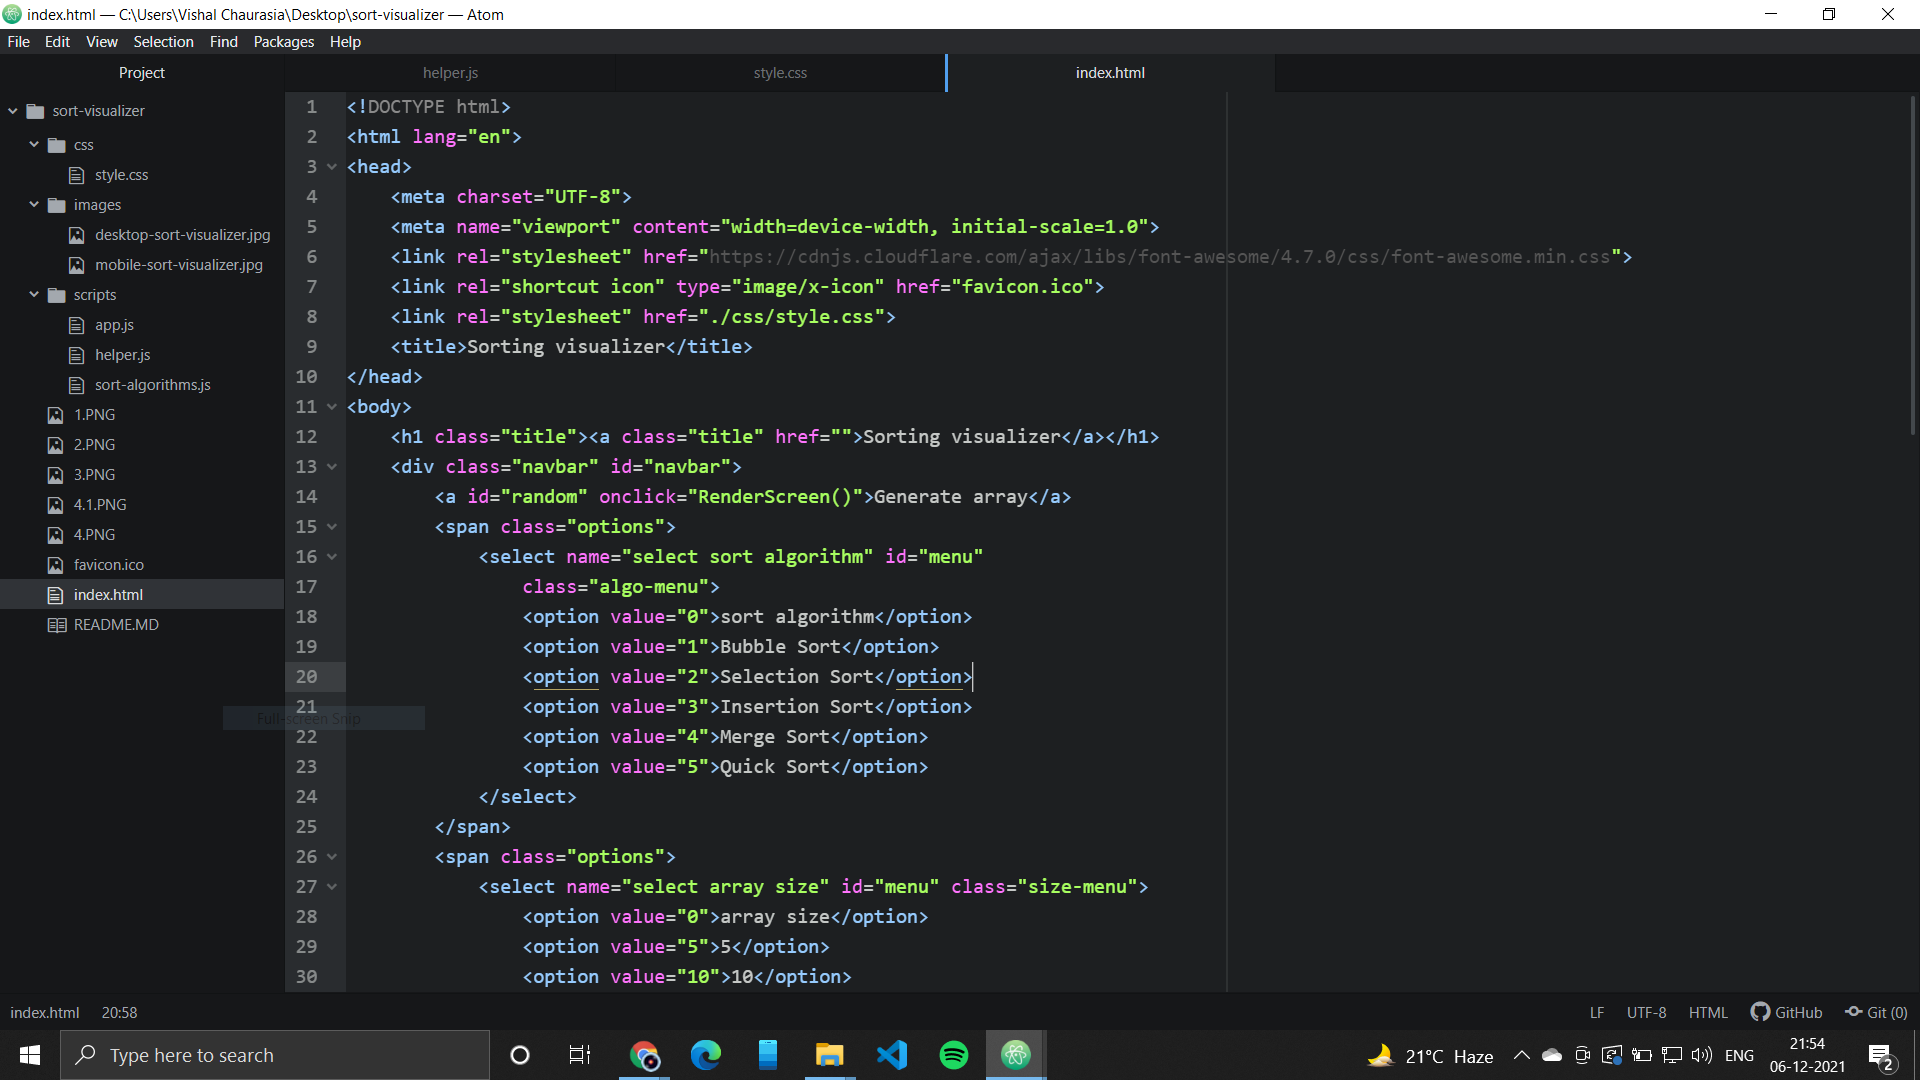 index.html — C:\Users\Vishal Chaurasia\Desktop\sort-visualizer — Atom
File Edit View Selection Find Packages Help
Project
helper.js
style.css
index.html
sort-visualizer
css
style.css
images
desktop-sort-visualizer.jpg
mobile-sort-visualizer.jpg
scripts
app.js
helper.js
sort-algorithms.js
1.PNG
2.PNG
3.PNG
4.1.PNG
4.PNG
favicon.ico
index.html
README.MD
Full-screen Snip
1 <!DOCTYPE html>
2 <html lang="en">
3 <head>
4 <meta charset="UTF-8">
5 <meta name="viewport" content="width=device-width, initial-scale=1.0">
6 <link rel="stylesheet" href="https://cdnjs.cloudflare.com/ajax/libs/font-awesome/4.7.0/css/font-awesome.min.css">
7 <link rel="shortcut icon" type="image/x-icon" href="favicon.ico">
8 <link rel="stylesheet" href="./css/style.css">
9 <title>Sorting visualizer</title>
10 </head>
11 <body>
12 <h1 class="title"><a class="title" href="">Sorting visualizer</a></h1>
13 <div class="navbar" id="navbar">
14 <a id="random" onclick="RenderScreen()">Generate array</a>
15 <span class="options">
16 <select name="select sort algorithm" id="menu"
17 class="algo-menu">
18 <option value="0">sort algorithm</option>
19 <option value="1">Bubble Sort</option>
20 <option value="2">Selection Sort</option>
21 <option value="3">Insertion Sort</option>
22 <option value="4">Merge Sort</option>
23 <option value="5">Quick Sort</option>
24 </select>
25 </span>
26 <span class="options">
27 <select name="select array size" id="menu" class="size-menu">
28 <option value="0">array size</option>
29 <option value="5">5</option>
30 <option value="10">10</option>
index.html 20:58
LF UTF-8 HTML GitHub Git (0)
Type here to search
21°C Haze
ENG
21:54
06-12-2021
2